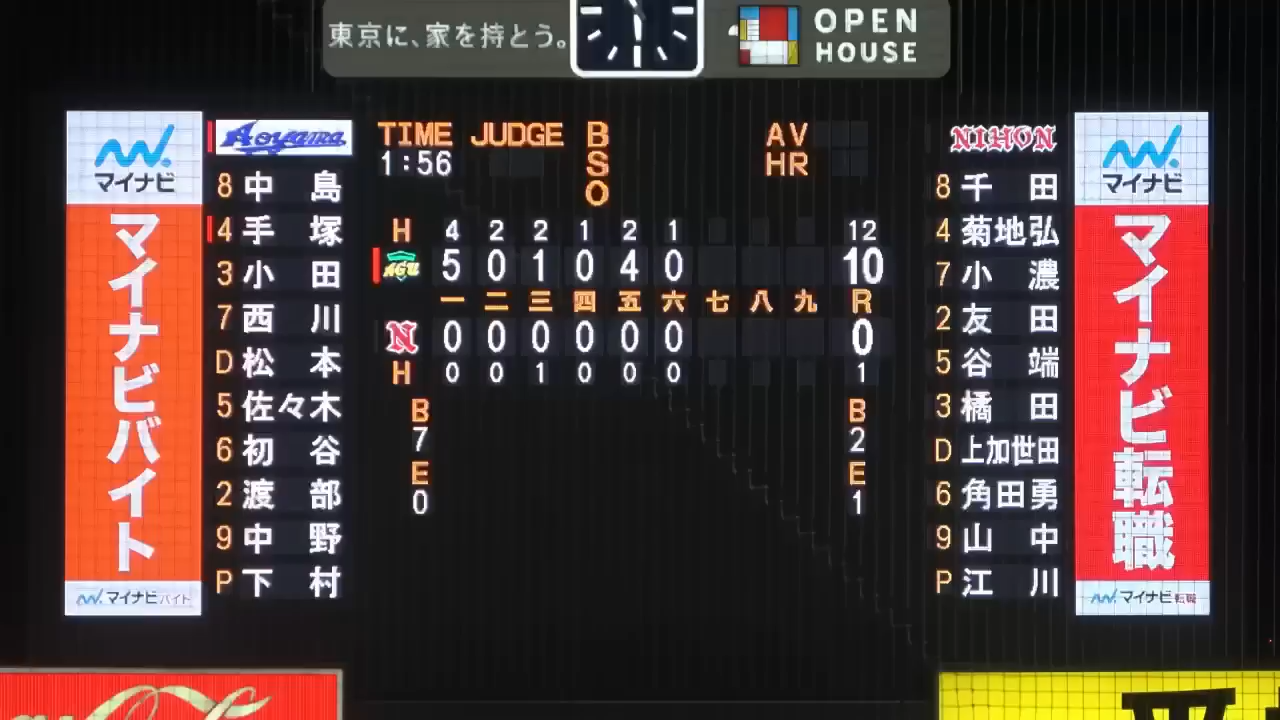 東京に、家を持とう。
OPEN
HOUSE
マイナビ
マイナビバイト
マイナビバイト
Aoyama
8 中島
4 手塚
3 小田
7 西川
D 松本
5 佐々木
6 初谷
2 渡部
9 中野
P 下村
TIME JUDGE B AV
1:56 S HR
O
H 4 2 2 1 2 1 12
AGU 5 0 1 0 4 0 10
一 二 三 四 五 六 七 八 九 R
N 0 0 0 0 0 0 0
H 0 0 1 0 0 0 1
B B
7 2
E E
0 1
NIHON
8 千田
4 菊地弘
7 小濃
2 友田
5 谷端
3 橘田
D 上加世田
6 角田勇
9 山中
P 江川
マイナビ
マイナビ転職
マイナビ転職